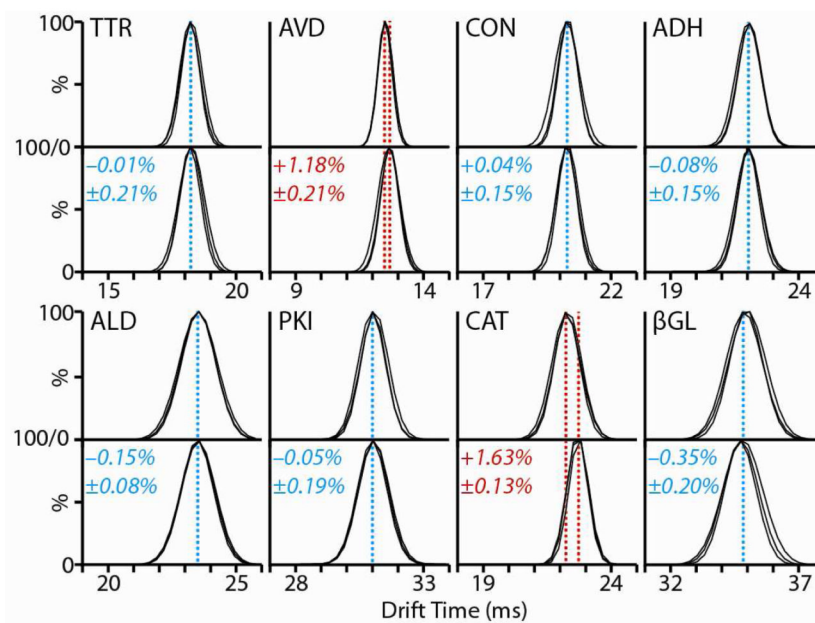 TTR AVD CON ADH
100
%
100/0
–0.01% +1.18% +0.04% –0.08%
±0.21% ±0.21% ±0.15% ±0.15%
%
0
15 20 9 14 17 22 19 24
ALD PKI CAT βGL
100
%
100/0
–0.15% –0.05% +1.63% –0.35%
±0.08% ±0.19% ±0.13% ±0.20%
%
0
20 25 28 33 19 24 32 37
Drift Time (ms)